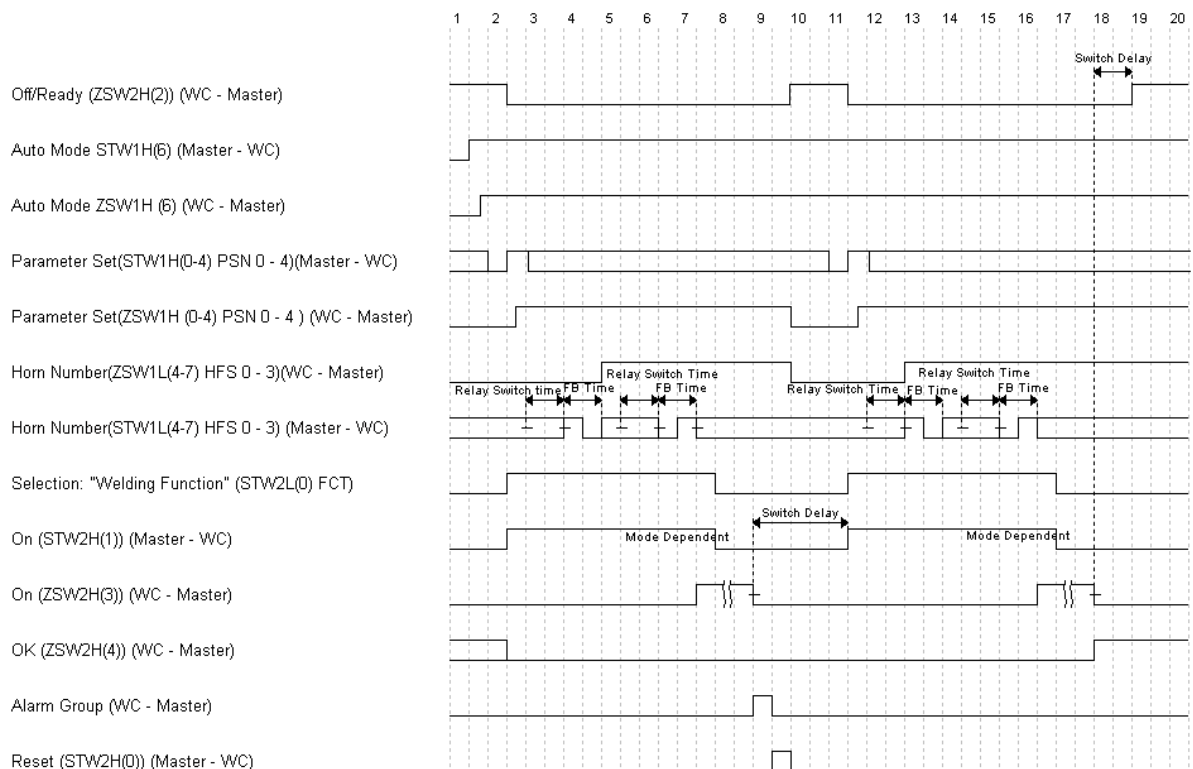 1 2 3 4 5 6 7 8 9 10 11 12 13 14 15 16 17 18 19 20
Switch Delay
Off/Ready (ZSW2H(2)) (WC - Master)
Auto Mode STW1H(6) (Master - WC)
Auto Mode ZSW1H (6) (WC - Master)
Parameter Set(STW1H(0-4) PSN 0 - 4)(Master - WC)
Parameter Set(ZSW1H (0-4) PSN 0 - 4 ) (WC - Master)
Horn Number(ZSW1L(4-7) HFS 0 - 3)(WC - Master)
Relay Switch Time
Relay Switch Time
Relay Switch time
FB Time
FB Time
Relay Switch Time
FB Time
FB Time
Horn Number(STW1L(4-7) HFS 0 - 3) (Master - WC)
Selection: "Welding Function" (STW2L(0) FCT)
Switch Delay
On (STW2H(1)) (Master - WC)
Mode Dependent
Mode Dependent
On (ZSW2H(3)) (WC - Master)
OK (ZSW2H(4)) (WC - Master)
Alarm Group (WC - Master)
Reset (STW2H(0)) (Master - WC)